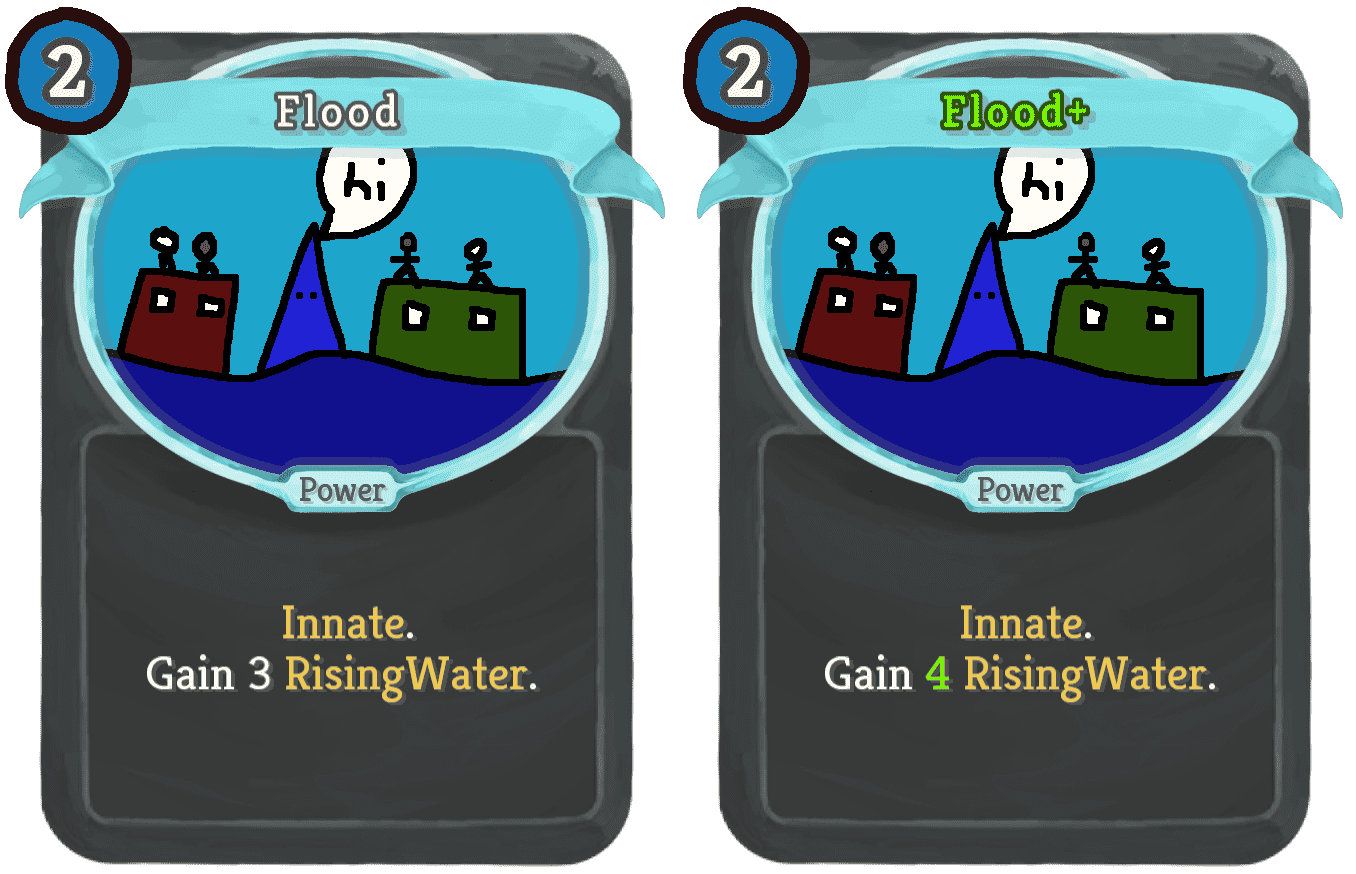 2
Flood
hi
Power
Innate.
Gain 3 RisingWater.
2
Flood+
hi
Power
Innate.
Gain 4 RisingWater.